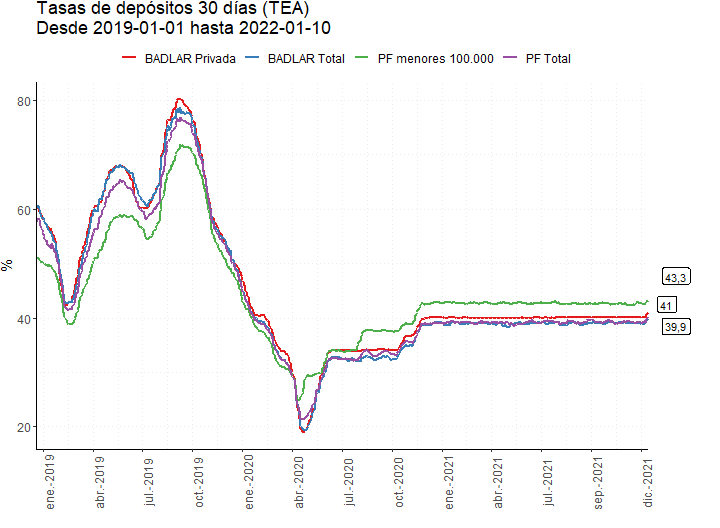 Tasas de depósitos 30 días (TEA)
Desde 2019-01-01 hasta 2022-01-10
BADLAR Privada BADLAR Total PF menores 100.000 PF Total
%
80
60
40
20
43,3
41
39,9
ene.-2019
abr.-2019
jul.-2019
oct.-2019
ene.-2020
abr.-2020
jul.-2020
oct.-2020
ene.-2021
abr.-2021
jul.-2021
sep.-2021
dic.-2021